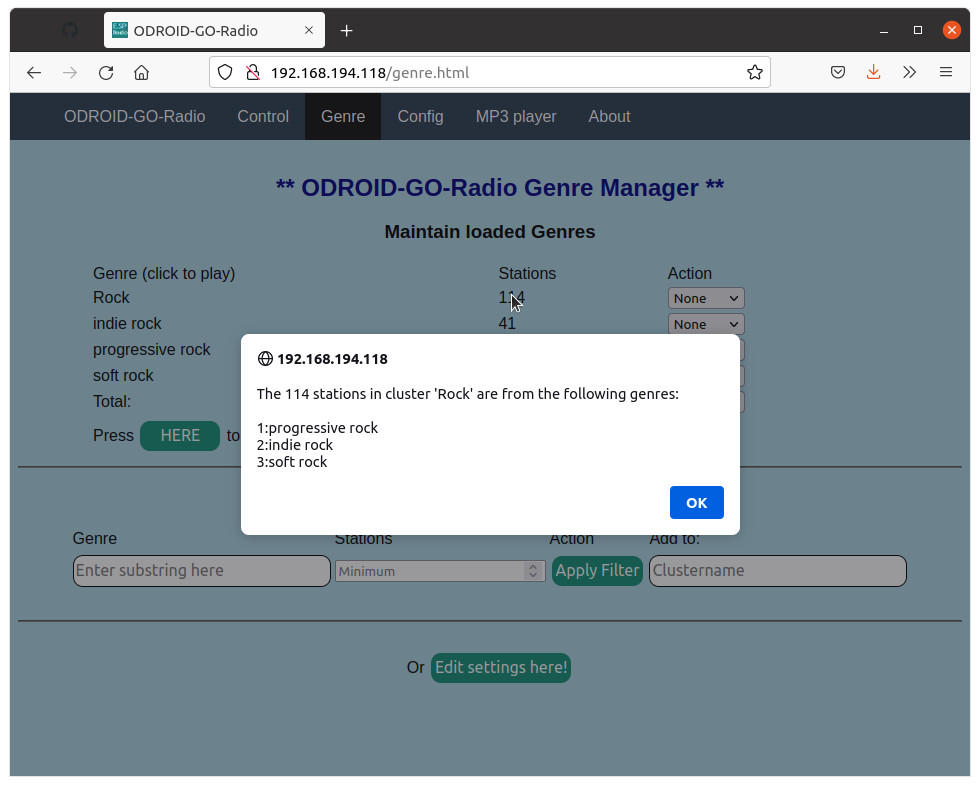 ODROID-GO-Radio
192.168.194.118/genre.html
ODROID-GO-Radio Control Genre Config MP3 player About
** ODROID-GO-Radio Genre Manager **
Maintain loaded Genres
Genre (click to play) Stations Action
Rock 114 None
indie rock 41 None
progressive rock
soft rock
Total:
Press HERE to
192.168.194.118
The 114 stations in cluster 'Rock' are from the following genres:
1:progressive rock
2:indie rock
3:soft rock
OK
Genre Stations Action Add to:
Enter substring here Minimum Apply Filter Clustername
Or Edit settings here!